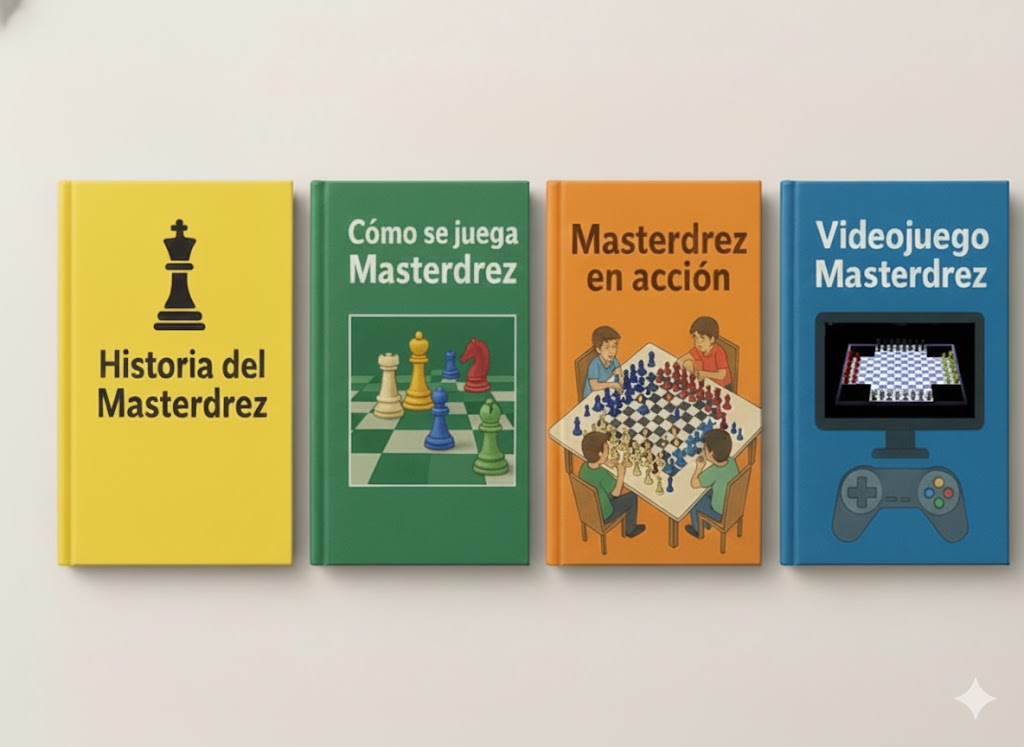 Historia del
Masterdrez
Cómo se juega
Masterdrez
Masterdrez
en acción
Videojuego
Masterdrez